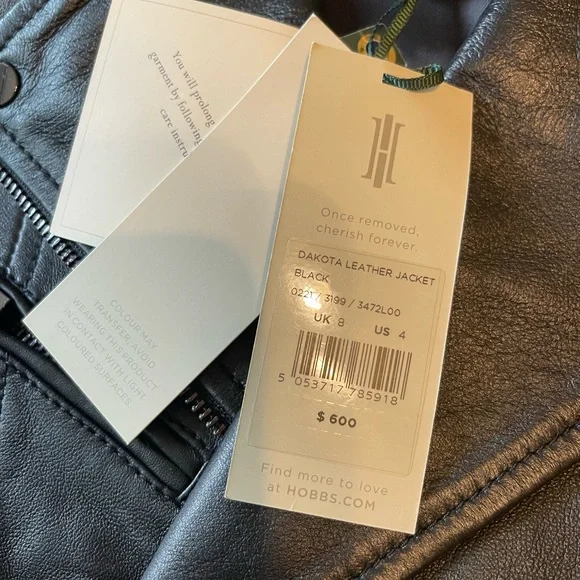 You will prolong
garment by following
care instru
COLOUR MAY
TRANSFER. AVOID
WEARING THIS PRODUCT
IN CONTACT WITH LIGHT
COLOURED SURFACES
H
Once removed,
cherish forever.
DAKOTA LEATHER JACKET
BLACK
0221 / 3199 / 3472L00
UK 8 US 4
5 053717 785918
$ 600
Find more to love
at HOBBS.COM